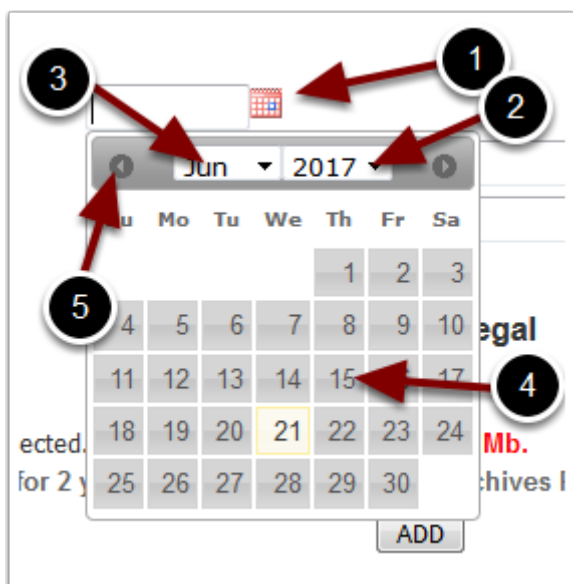 1
3
2
Jun 2017
u Mo Tu We Th Fr Sa
1 2 3
5
4 5 6 7 8 9 10
egal
11 12 13 14 15 17
4
18 19 20 21 22 23 24
ected. Mb.
for 2 y 25 26 27 28 29 30 chives
ADD